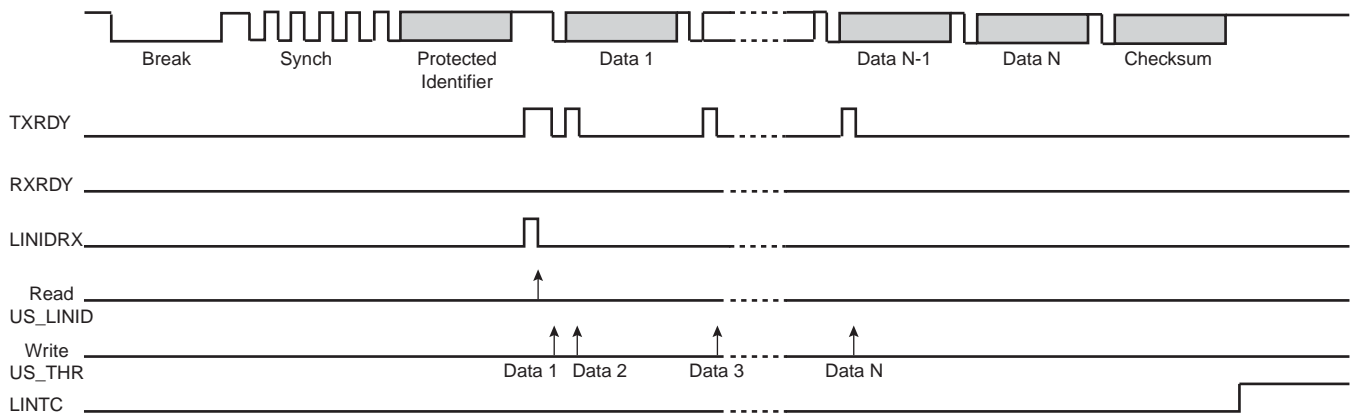 Break
Synch
Protected
Identifier
Data 1
Data N-1
Data N
Checksum
TXRDY
RXRDY
LINIDRX
Read
US_LINID
Write
US_THR
Data 1
Data 2
Data 3
Data N
LINTC